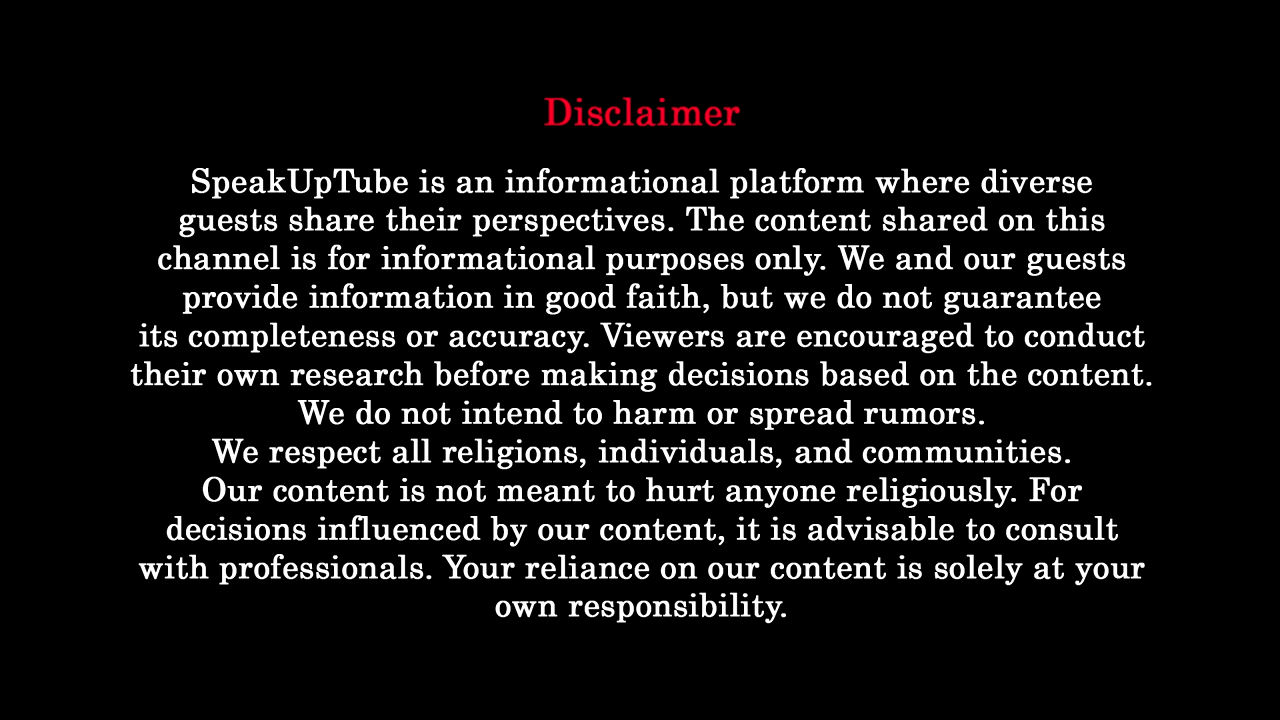 Disclaimer
SpeakUpTube is an informational platform where diverse
guests share their perspectives. The content shared on this
channel is for informational purposes only. We and our guests
provide information in good faith, but we do not guarantee
its completeness or accuracy. Viewers are encouraged to conduct
their own research before making decisions based on the content.
We do not intend to harm or spread rumors.
We respect all religions, individuals, and communities.
Our content is not meant to hurt anyone religiously. For
decisions influenced by our content, it is advisable to consult
with professionals. Your reliance on our content is solely at your
own responsibility.